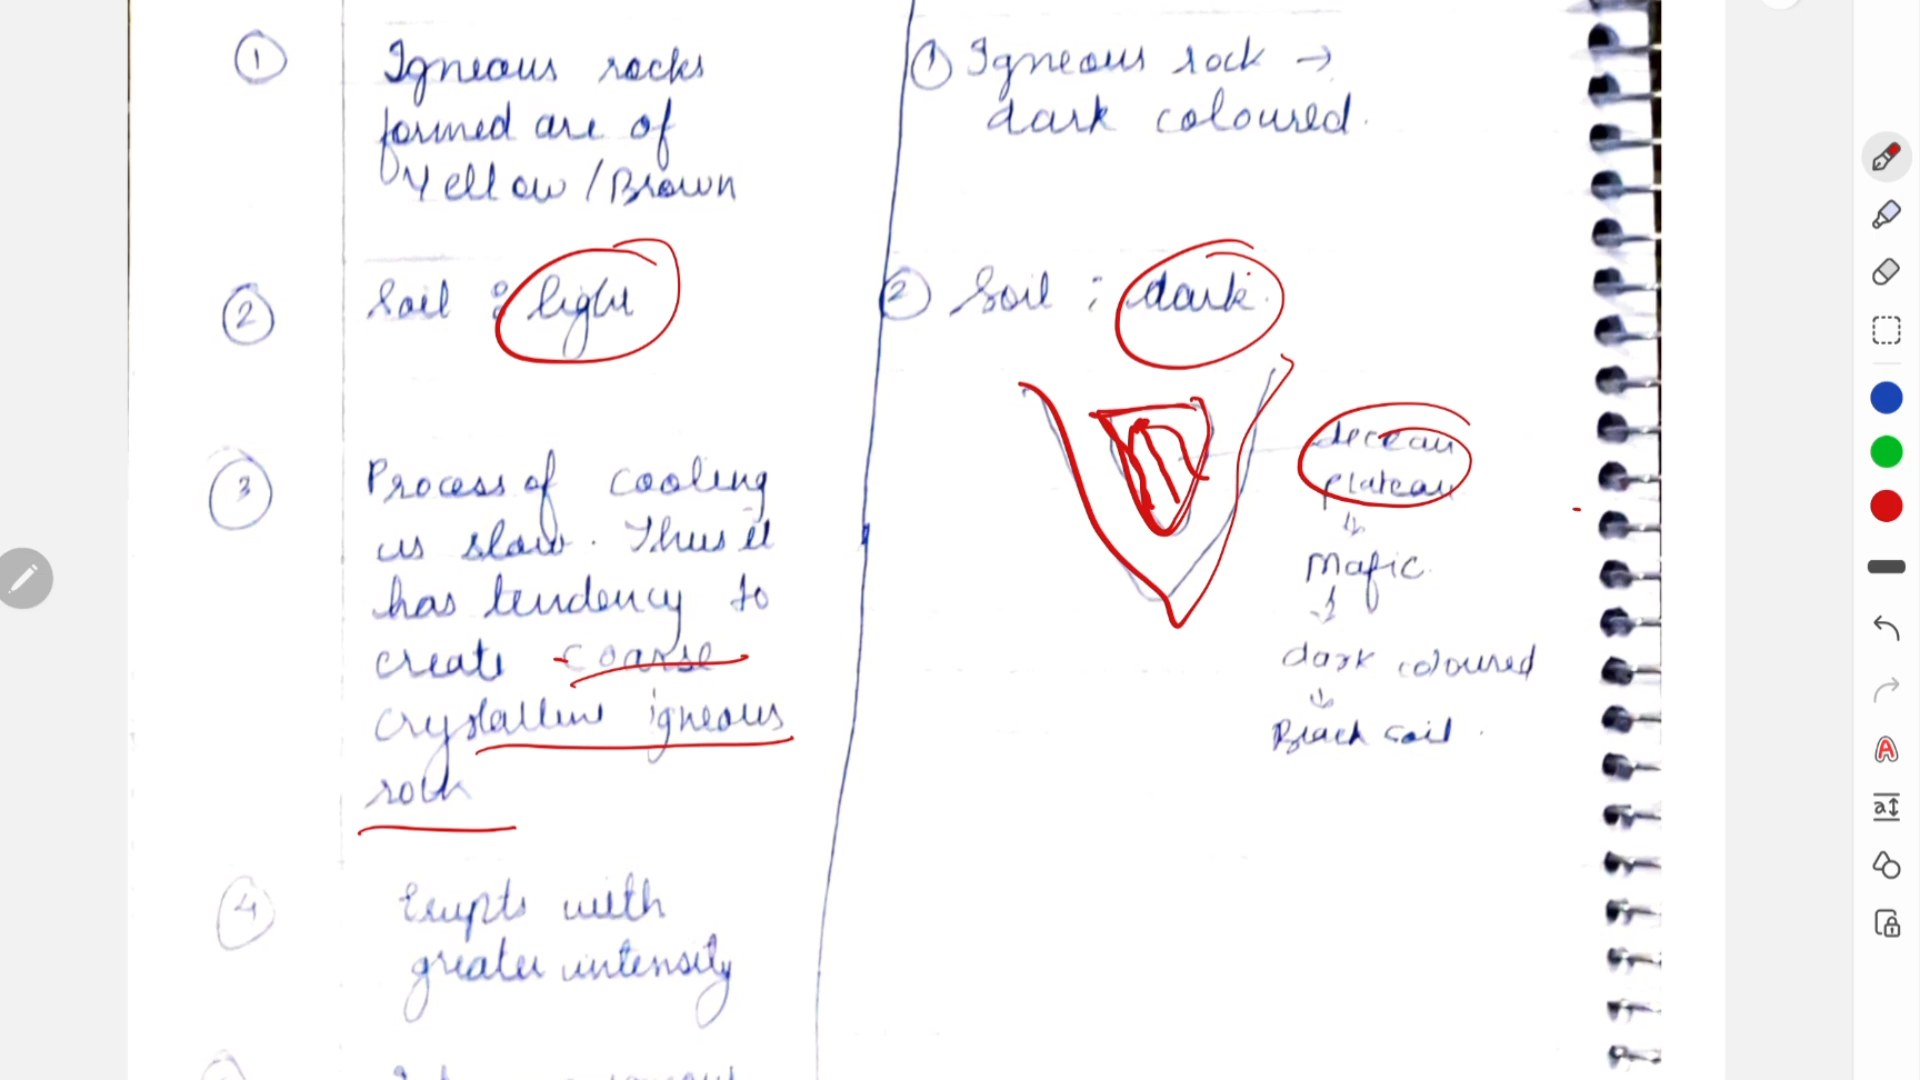 1
Igneous rocks
formed are of
Yellow / Brown
2
Soil : light
3
Process of cooling
is slow. Thus it
has tendency to
create coarse
crystalline igneous
rock
4
Erupts with
greater intensity
1 Igneous rock →
dark coloured.
2 Soil : dark.
deccan
plateau
↓
Mafic.
↓
dark coloured
↓
Black soil.